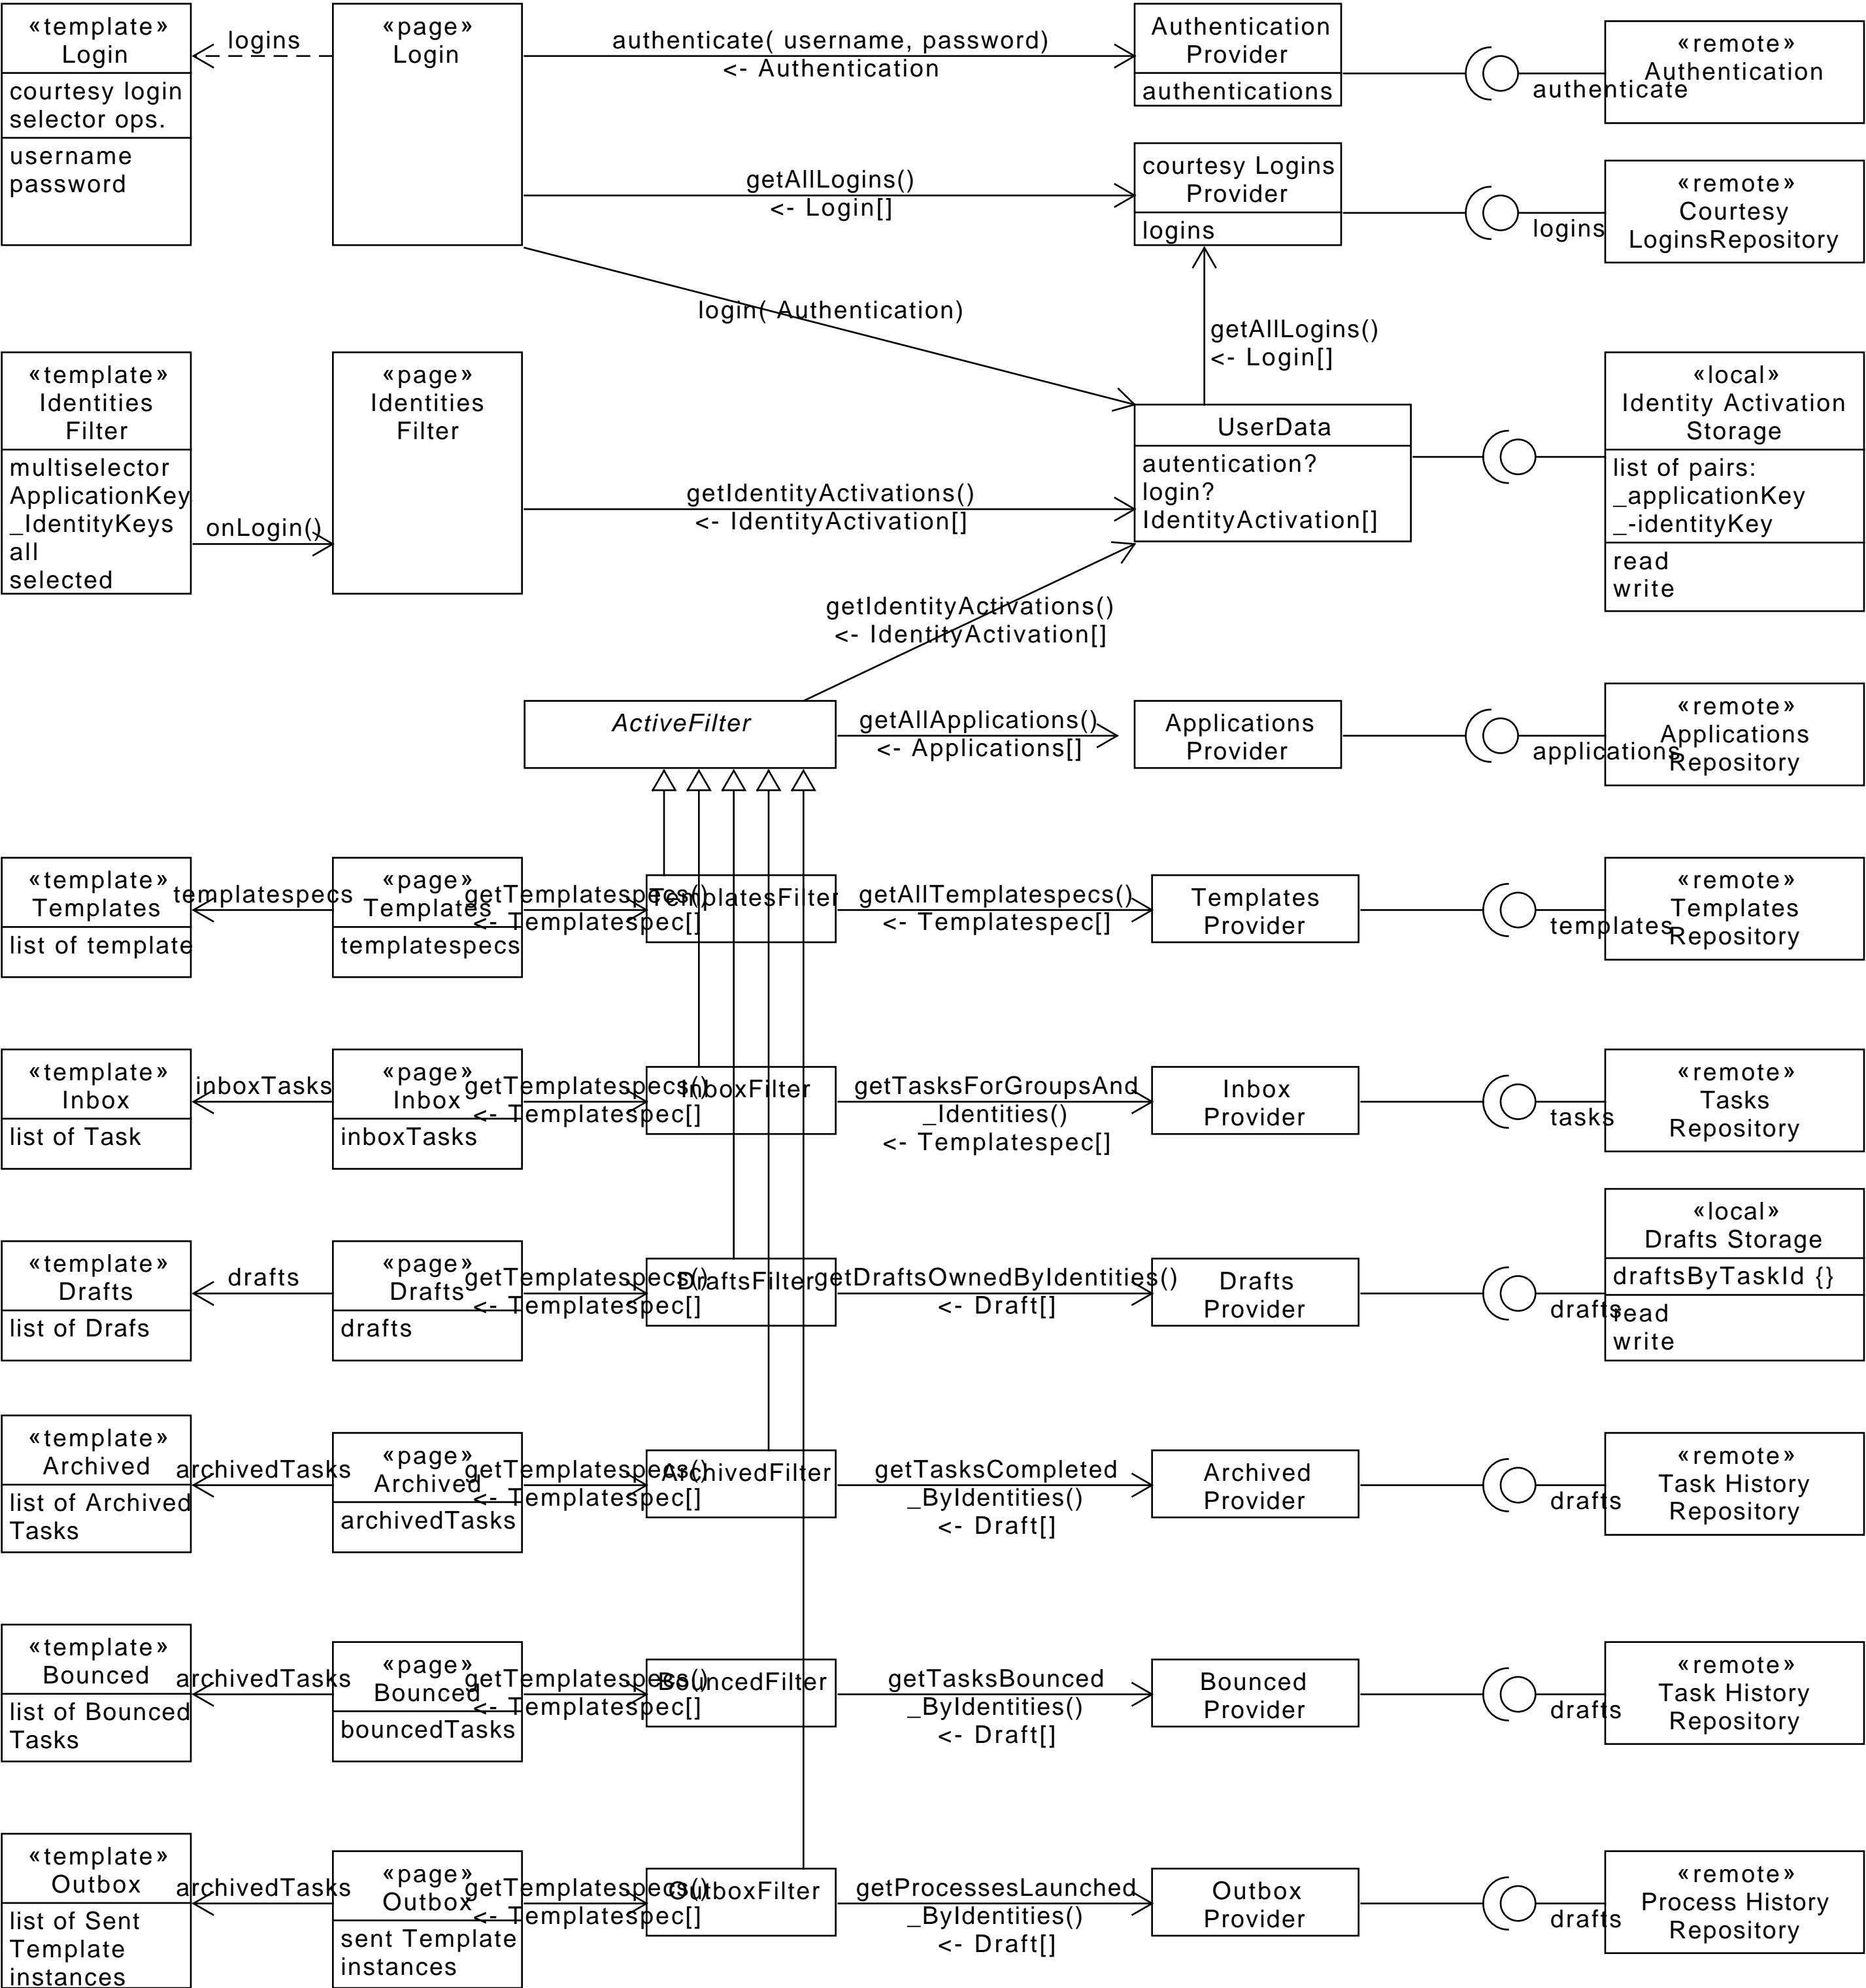 «template»
Login
courtesy login
selector ops.
username
password
logins
«page»
Login
authenticate( username, password)
<- Authentication
Authentication
Provider
authentications
authenticate
«remote»
Authentication
getAllLogins()
<- Login[]
courtesy Logins
Provider
logins
logins
«remote»
Courtesy
LoginsRepository
login( Authentication)
getAllLogins()
<- Login[]
«template»
Identities
Filter
multiselector
ApplicationKey
_IdentityKeys
all
selected
onLogin()
«page»
Identities
Filter
getIdentityActivations()
<- IdentityActivation[]
UserData
autentication?
login?
IdentityActivation[]
«local»
Identity Activation
Storage
list of pairs:
_applicationKey
_-identityKey
read
write
getIdentityActivations()
<- IdentityActivation[]
ActiveFilter
getAllApplications()
<- Applications[]
Applications
Provider
applications
«remote»
Applications
Repository
«template»
Templates
list of template
templatespecs
«page»
Templates
templatespecs
getTemplatespecs()
<- Templatespec[]
TemplatesFilter
getAllTemplatespecs()
<- Templatespec[]
Templates
Provider
templates
«remote»
Templates
Repository
«template»
Inbox
list of Task
inboxTasks
«page»
Inbox
inboxTasks
getTemplatespecs()
<- Templatespec[]
InboxFilter
getTasksForGroupsAnd
_Identities()
<- Templatespec[]
Inbox
Provider
tasks
«remote»
Tasks
Repository
«template»
Drafts
list of Drafs
drafts
«page»
Drafts
drafts
getTemplatespecs()
<- Templatespec[]
DraftsFilter
getDraftsOwnedByIdentities()
<- Draft[]
Drafts
Provider
drafts
«local»
Drafts Storage
draftsByTaskId {}
read
write
«template»
Archived
list of Archived
Tasks
archivedTasks
«page»
Archived
archivedTasks
getTemplatespecs()
<- Templatespec[]
ArchivedFilter
getTasksCompleted
_ByIdentities()
<- Draft[]
Archived
Provider
drafts
«remote»
Task History
Repository
«template»
Bounced
list of Bounced
Tasks
archivedTasks
«page»
Bounced
bouncedTasks
getTemplatespecs()
<- Templatespec[]
BouncedFilter
getTasksBounced
_ByIdentities()
<- Draft[]
Bounced
Provider
drafts
«remote»
Task History
Repository
«template»
Outbox
list of Sent
Template
instances
archivedTasks
«page»
Outbox
sent Template
instances
getTemplatespecs()
<- Templatespec[]
OutboxFilter
getProcessesLaunched
_ByIdentities()
<- Draft[]
Outbox
Provider
drafts
«remote»
Process History
Repository